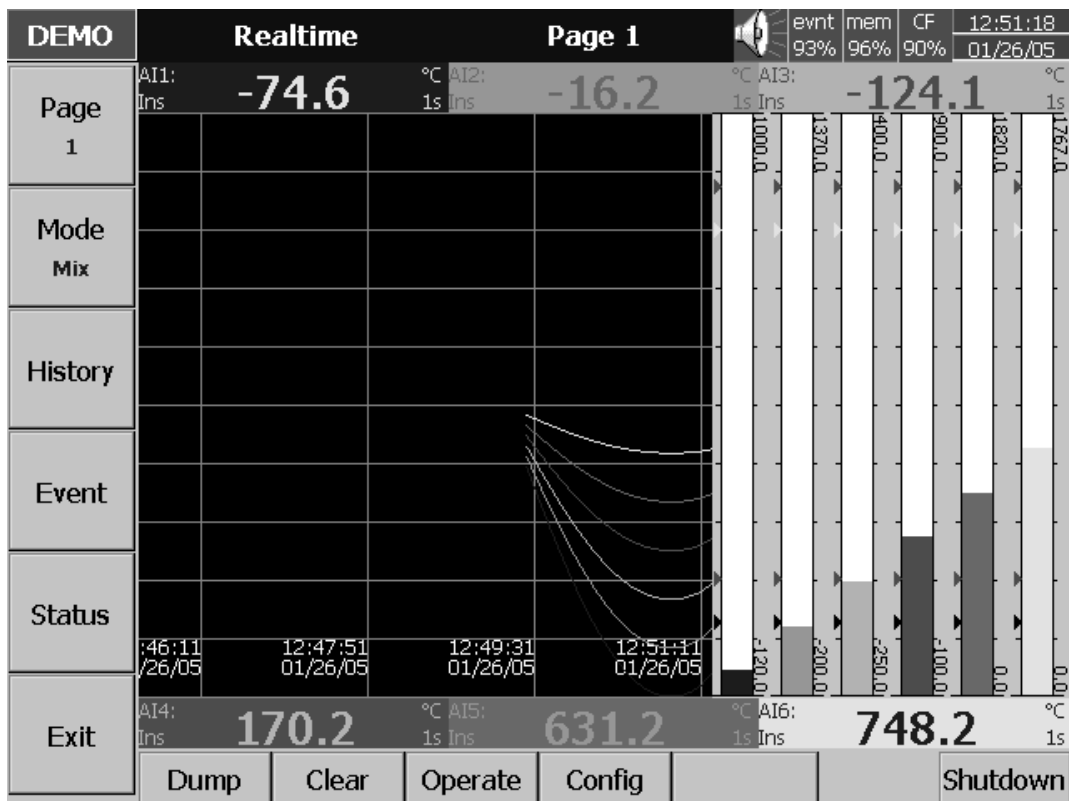 DEMO
Realtime
Page 1
evnt mem CF
93% 96% 90%
12:51:18
01/26/05
Page
1
Mode
Mix
History
Event
Status
Exit
AI1:
Ins
-74.6
°C
1s
AI2:
Ins
-16.2
°C
1s
AI3:
Ins
-124.1
°C
1s
1000.0
1370.0
400.0
900.0
1820.0
1767.0
-120.0
-200.0
-250.0
-100.0
0.0
0.0
:46:11
/26/05
12:47:51
01/26/05
12:49:31
01/26/05
12:51:11
01/26/05
AI4:
Ins
170.2
°C
1s
AI5:
Ins
631.2
°C
1s
AI6:
Ins
748.2
°C
1s
Dump
Clear
Operate
Config
Shutdown